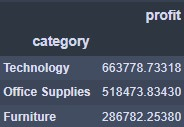 profit
category
Technology 663778.73318
Office Supplies 518473.83430
Furniture 286782.25380